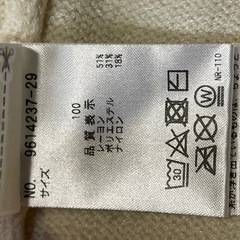 NO. 9614237-29
サイズ
100
品質表示
レーヨン 51%
ポリエステル 31%
ナイロン 18%
30
W
NR-110